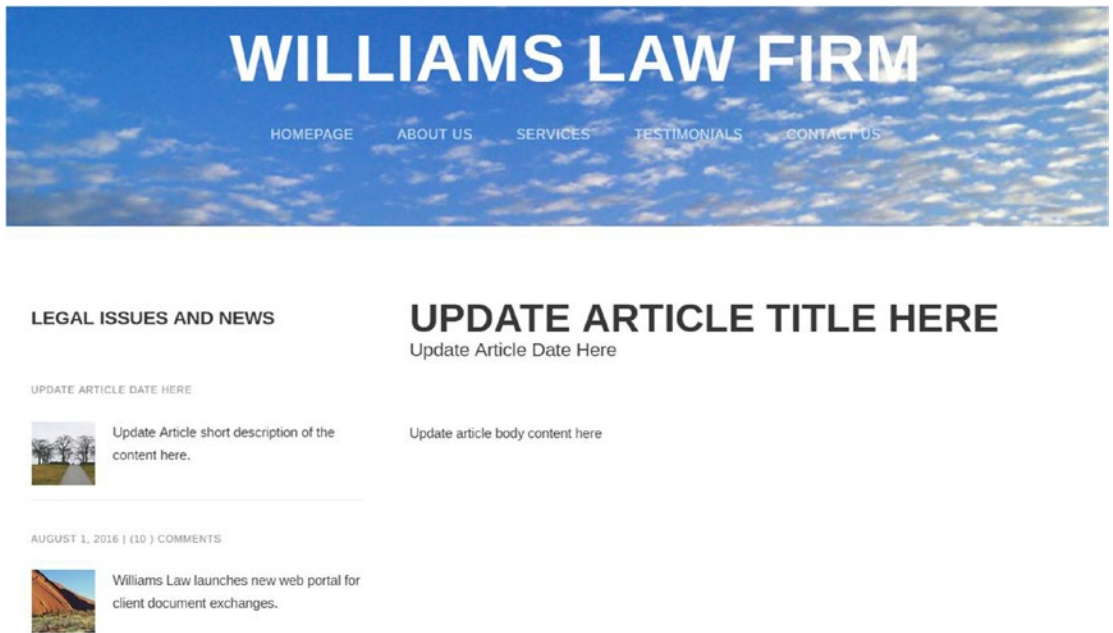 WILLIAMS LAW FIRM
HOMEPAGE ABOUT US SERVICES TESTIMONIALS CONTACT US
LEGAL ISSUES AND NEWS
UPDATE ARTICLE DATE HERE
Update Article short description of the
content here.
AUGUST 1, 2016 | (10 ) COMMENTS
Williams Law launches new web portal for
client document exchanges.
UPDATE ARTICLE TITLE HERE
Update Article Date Here
Update article body content here